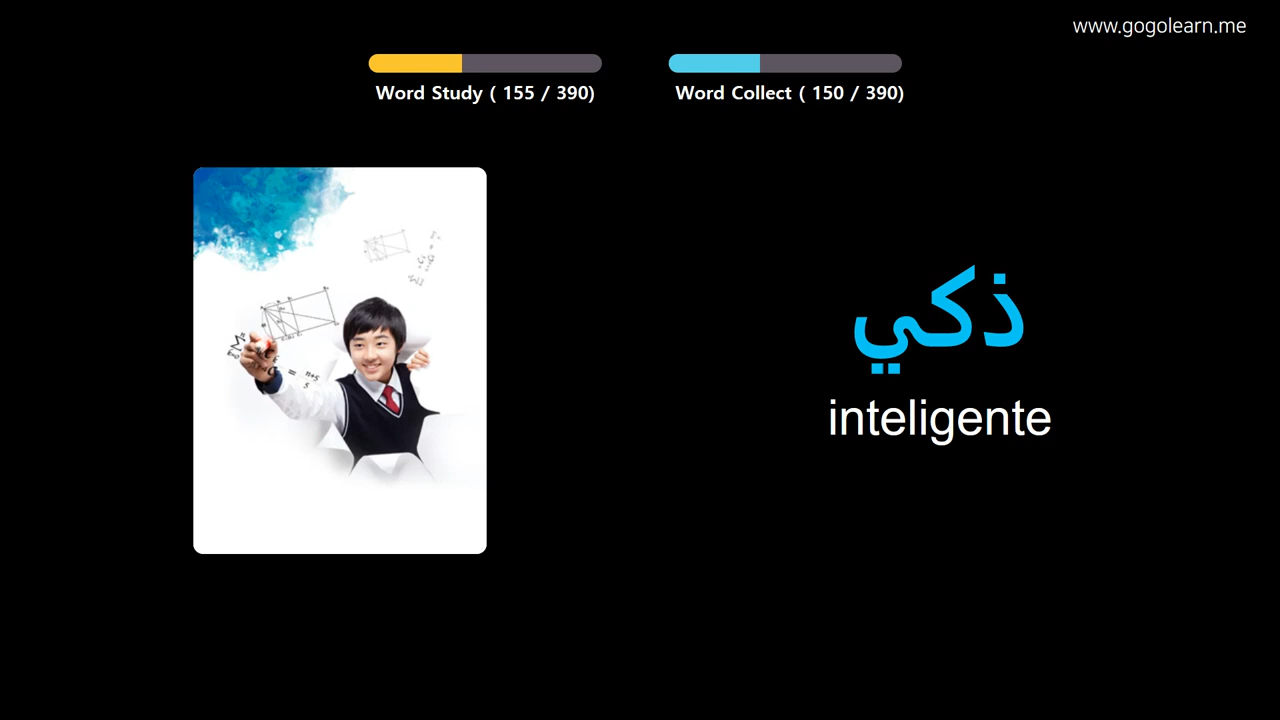 www.gogolearn.me
Word Study ( 155 / 390)
Word Collect ( 150 / 390)
ذكي
inteligente